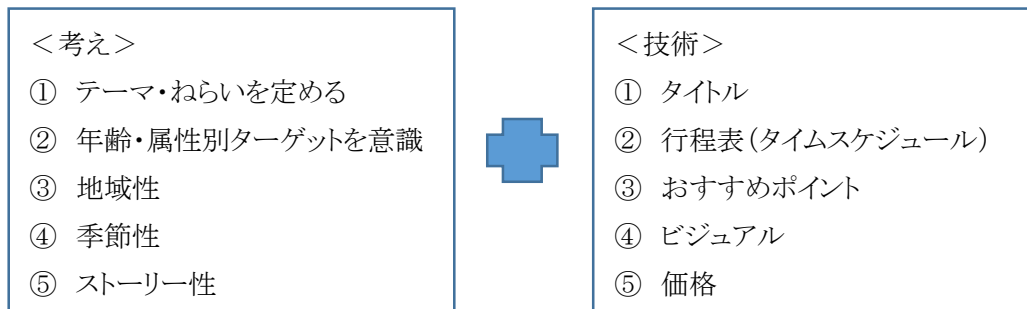 ＜考え＞
① テーマ・ねらいを定める
② 年齢・属性別ターゲットを意識
③ 地域性
④ 季節性
⑤ ストーリー性
＜技術＞
① タイトル
② 行程表（タイムスケジュール）
③ おすすめポイント
④ ビジュアル
⑤ 価格